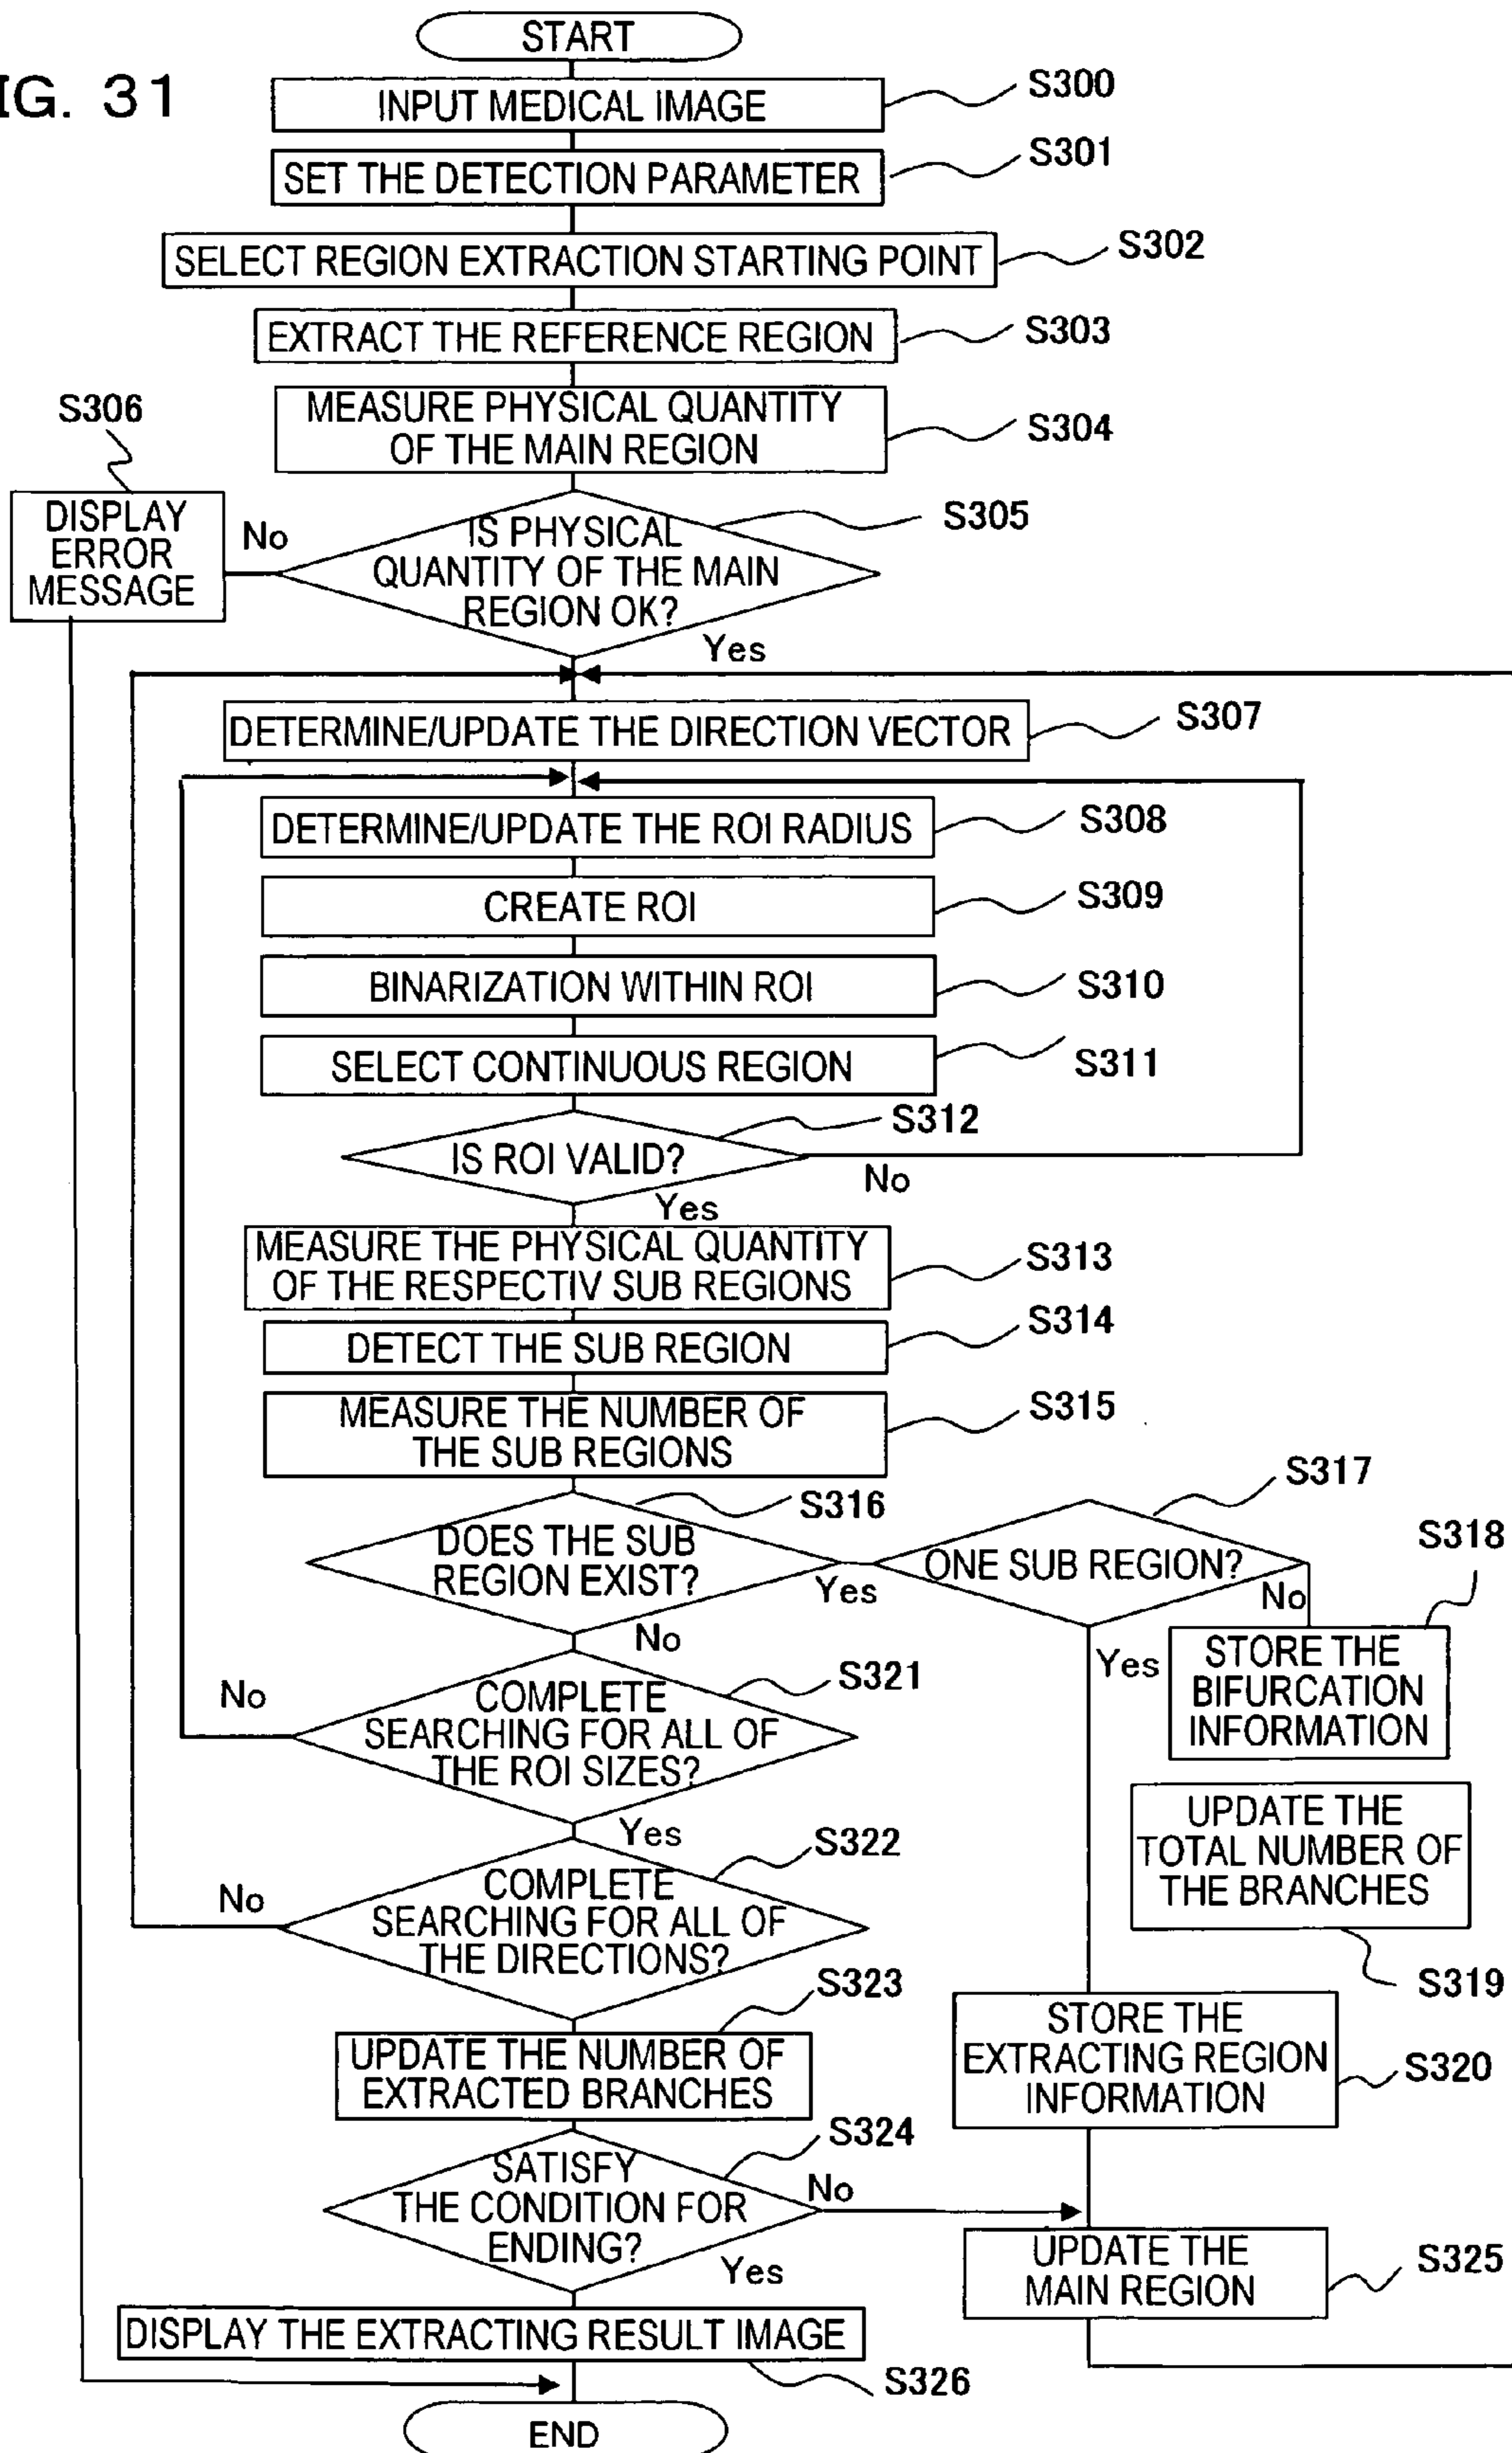 START
IG. 31
INPUT MEDICAL IMAGE
S300
SET THE DETECTION PARAMETER
S301
SELECT REGION EXTRACTION STARTING POINT
S302
EXTRACT THE REFERENCE REGION
S303
MEASURE PHYSICAL QUANTITY
OF THE MAIN REGION
S304
S306
DISPLAY
ERROR
MESSAGE
No
IS PHYSICAL
QUANTITY OF THE MAIN
REGION OK?
S305
Yes
DETERMINE/UPDATE THE DIRECTION VECTOR
S307
DETERMINE/UPDATE THE ROI RADIUS
S308
CREATE ROI
S309
BINARIZATION WITHIN ROI
S310
SELECT CONTINUOUS REGION
S311
IS ROI VALID?
S312
No
Yes
MEASURE THE PHYSICAL QUANTITY
OF THE RESPECTIV SUB REGIONS
S313
DETECT THE SUB REGION
S314
MEASURE THE NUMBER OF
THE SUB REGIONS
S315
DOES THE SUB
REGION EXIST?
S316
Yes
No
ONE SUB REGION?
S317
No
Yes
S318
STORE THE
BIFURCATION
INFORMATION
COMPLETE
SEARCHING FOR ALL OF
THE ROI SIZES?
S321
No
Yes
UPDATE THE
TOTAL NUMBER OF
THE BRANCHES
S319
COMPLETE
SEARCHING FOR ALL OF
THE DIRECTIONS?
S322
No
STORE THE
EXTRACTING REGION
INFORMATION
S320
UPDATE THE NUMBER OF
EXTRACTED BRANCHES
S323
SATISFY
THE CONDITION FOR
ENDING?
S324
No
Yes
UPDATE THE
MAIN REGION
S325
DISPLAY THE EXTRACTING RESULT IMAGE
S326
END